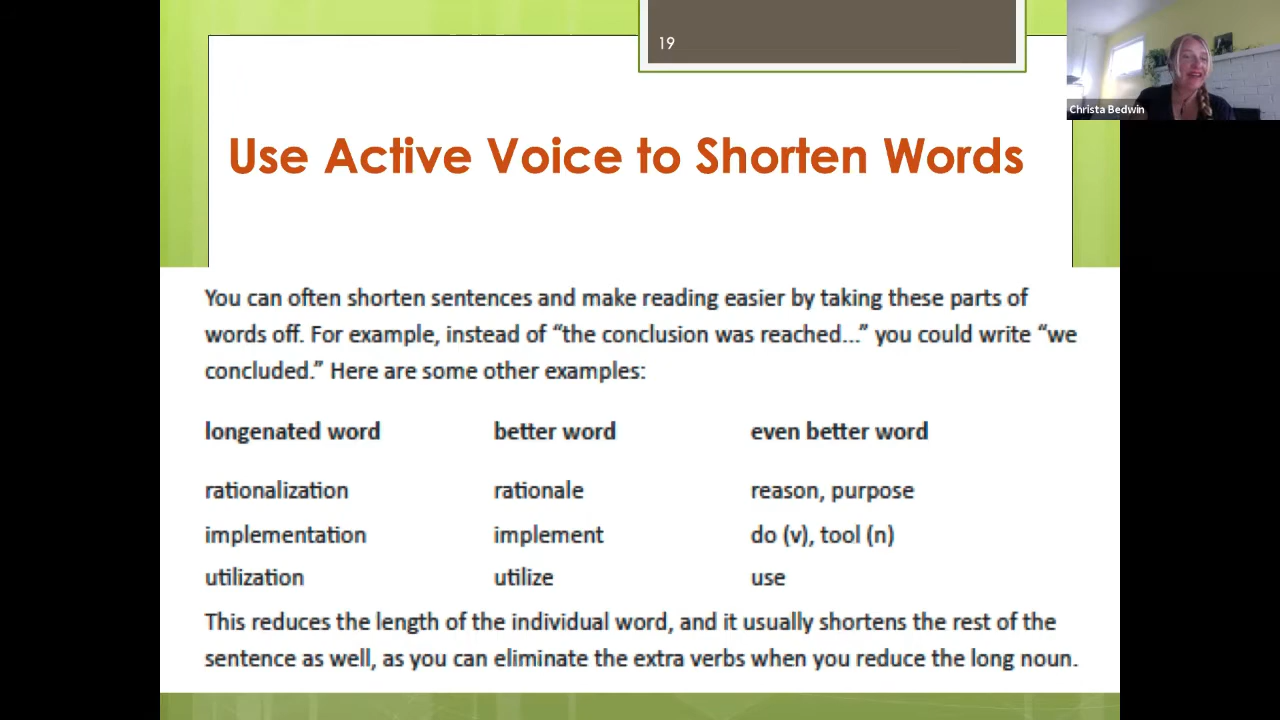 19
Christa Bedwin
Use Active Voice to Shorten Words
You can often shorten sentences and make reading easier by taking these parts of
words off. For example, instead of “the conclusion was reached...” you could write “we
concluded.” Here are some other examples:
longenated word better word even better word
rationalization rationale reason, purpose
implementation implement do (v), tool (n)
utilization utilize use
This reduces the length of the individual word, and it usually shortens the rest of the
sentence as well, as you can eliminate the extra verbs when you reduce the long noun.